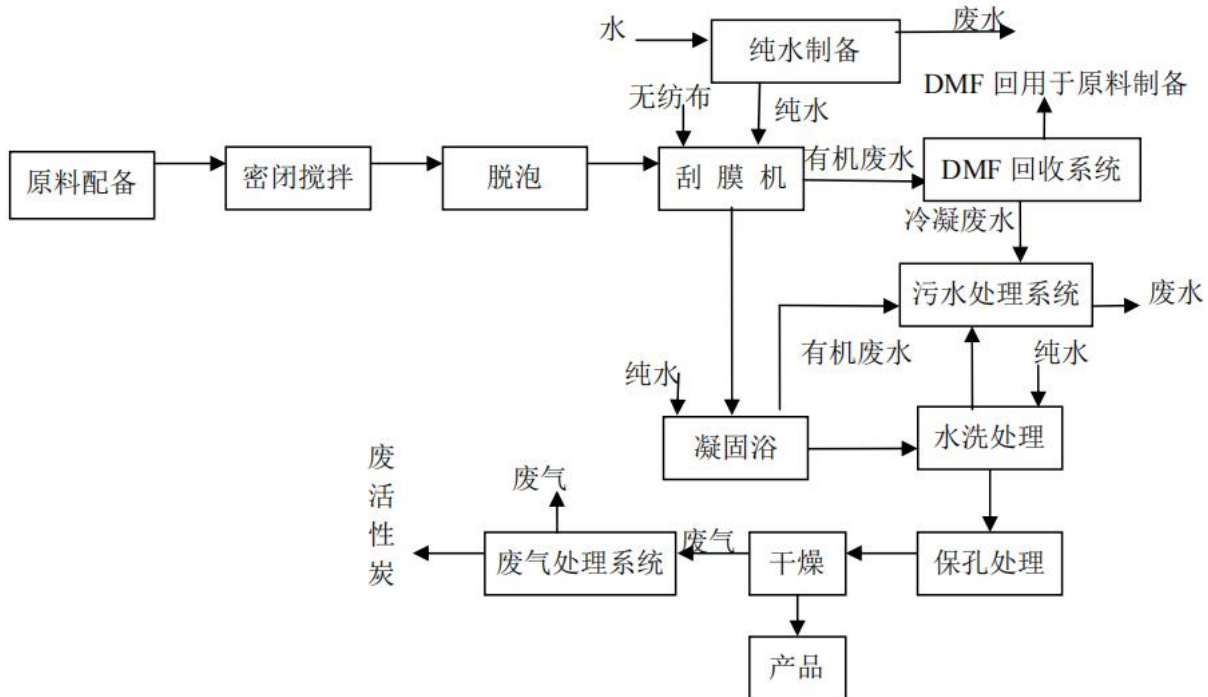 水
纯水制备
废水
DMF 回用于原料制备
无纺布
纯水
原料配备
密闭搅拌
脱泡
刮 膜 机
有机废水
DMF 回收系统
冷凝废水
污水处理系统
废水
有机废水
纯水
纯水
凝固浴
水洗处理
废活性炭
废气
废气处理系统
废气
干燥
保孔处理
产品